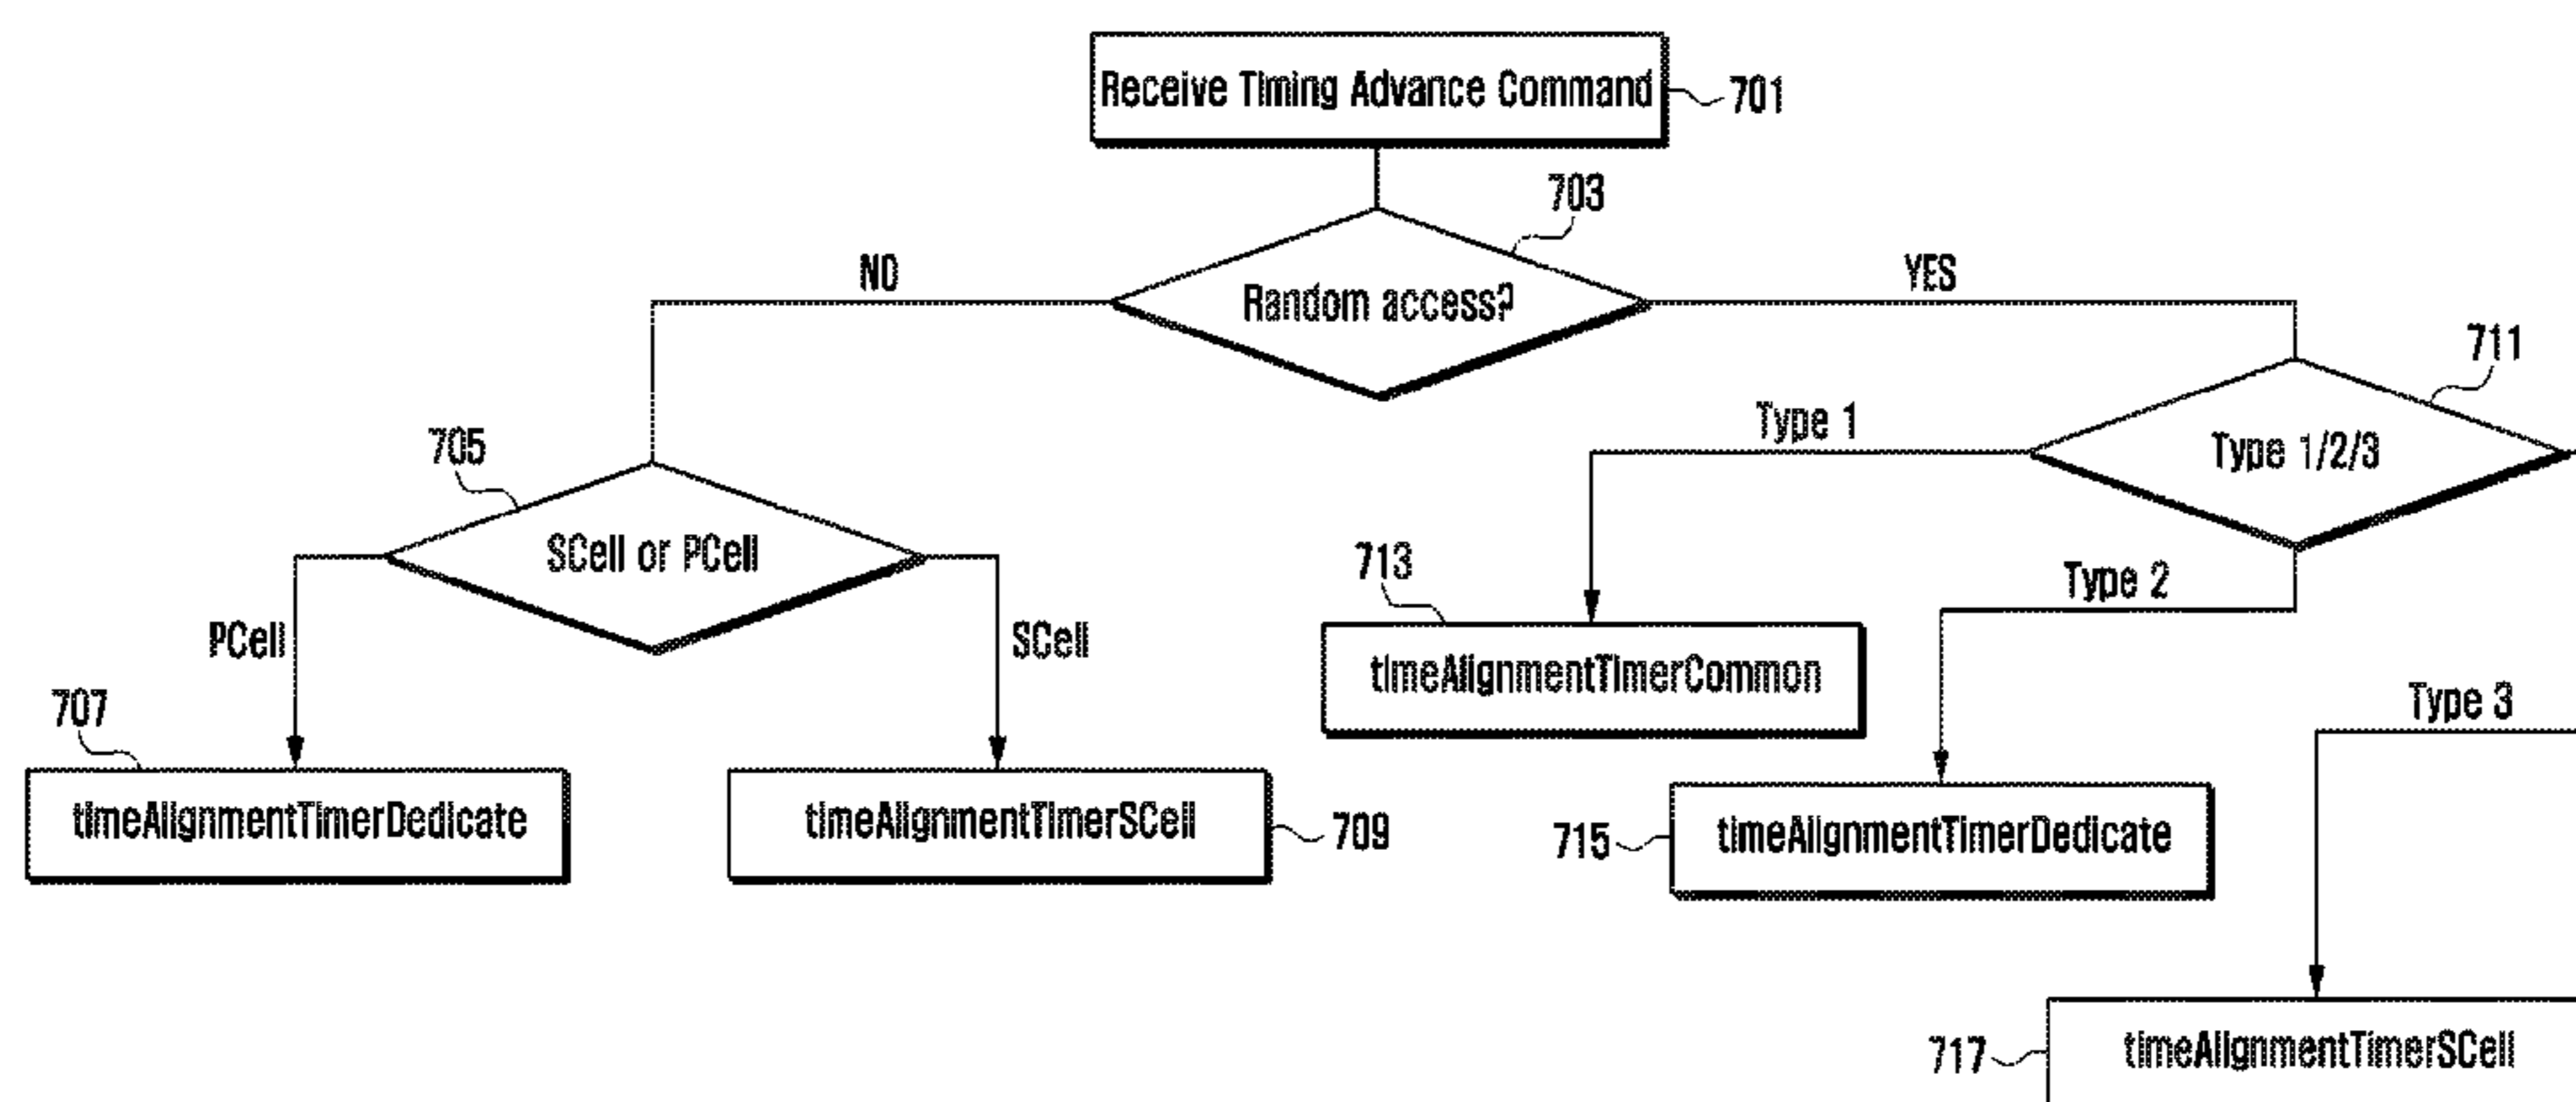 Receive Timing Advance Command
701
703
NO
Random access?
YES
711
Type 1
Type 1/2/3
705
SCell or PCell
713
Type 2
PCell
SCell
timeAlignmentTimerCommon
Type 3
707
timeAlignmentTimerDedicate
timeAlignmentTimerSCell
709
715
timeAlignmentTimerDedicate
717
timeAlignmentTimerSCell